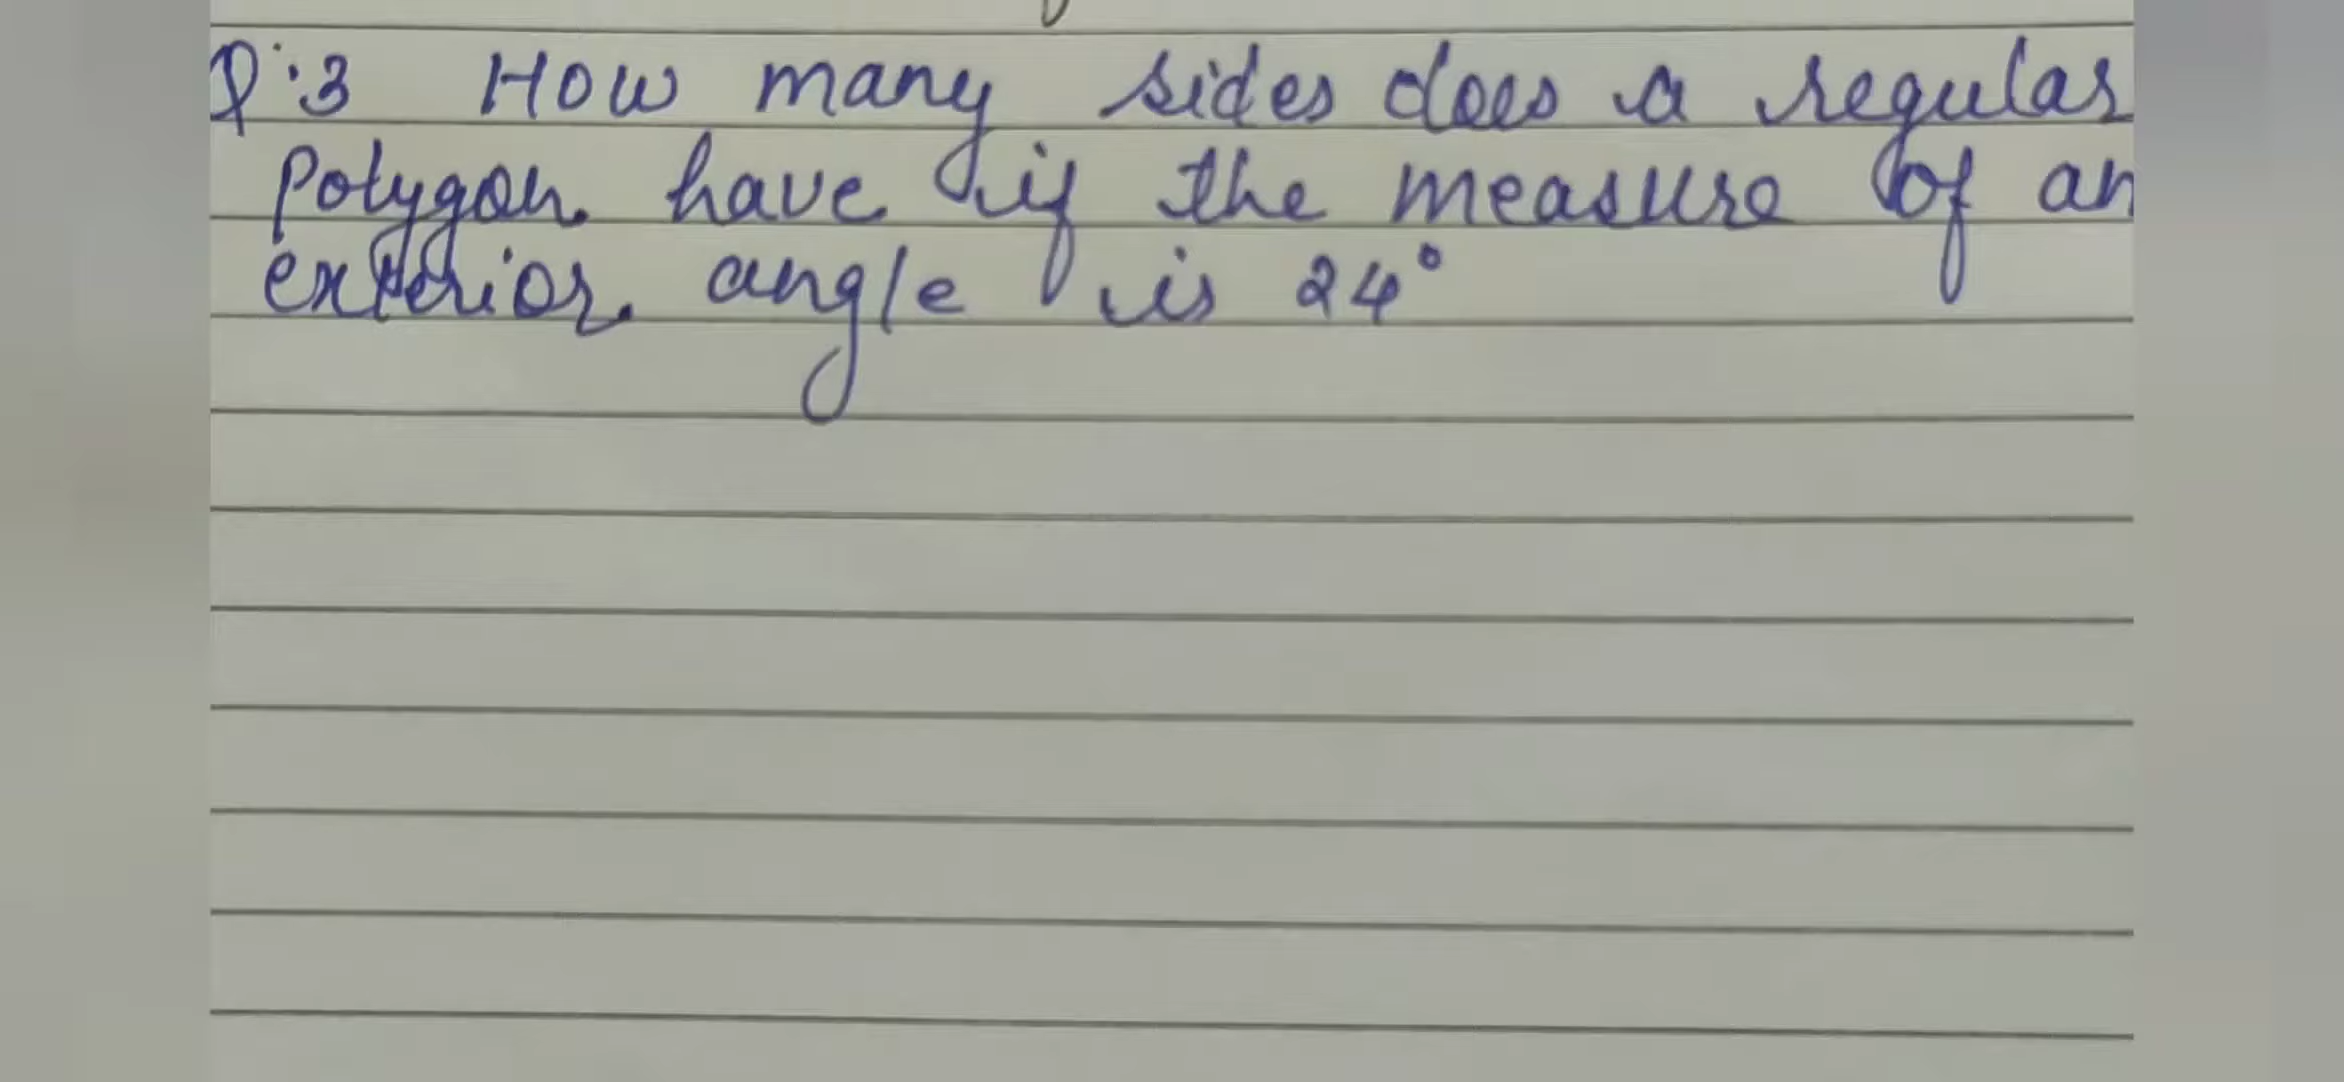 Q:3 How many sides does a regular
polygon have if the measure of an
exterior angle is 24°